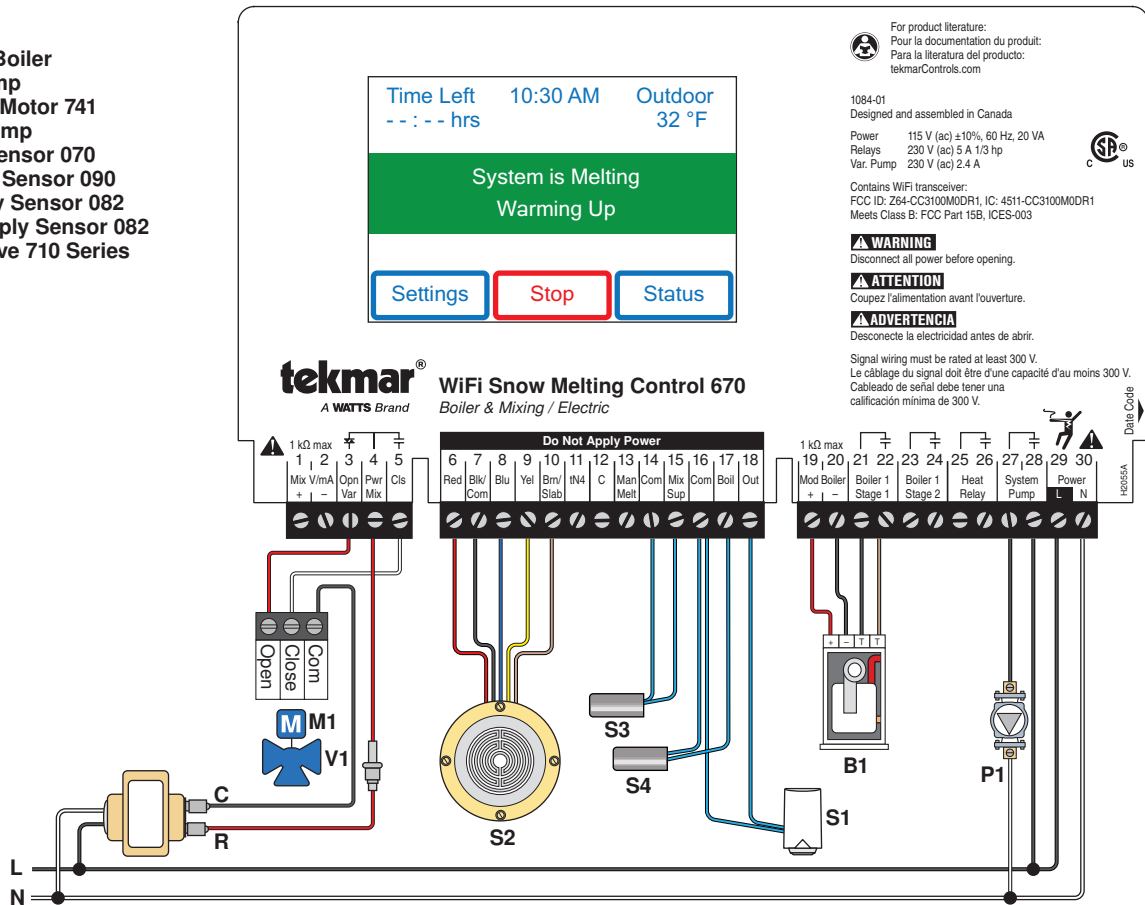 Boiler
mp
Motor 741
mp
ensor 070
Sensor 090
y Sensor 082
pply Sensor 082
ve 710 Series
For product literature:
Pour la documentation du produit:
Para la literatura del producto:
tekmarControls.com
Time Left 10:30 AM Outdoor
- - : - - hrs 32 °F
System is Melting
Warming Up
Settings Stop Status
1084-01
Designed and assembled in Canada
Power 115 V (ac) ±10%, 60 Hz, 20 VA
Relays 230 V (ac) 5 A 1/3 hp
Var. Pump 230 V (ac) 2.4 A
C SA ® US
Contains WiFi transceiver:
FCC ID: Z64-CC3100M0DR1, IC: 4511-CC3100M0DR1
Meets Class B: FCC Part 15B, ICES-003
WARNING
Disconnect all power before opening.
ATTENTION
Coupez l'alimentation avant l'ouverture.
ADVERTENCIA
Desconecte la electricidad antes de abrir.
Signal wiring must be rated at least 300 V.
Le câblage du signal doit être d'une capacité d'au moins 300 V.
Cableado de señal debe tener una
calificación mínima de 300 V.
tekmar®
A WATTS Brand
WiFi Snow Melting Control 670
Boiler & Mixing / Electric
Date Code
H2055A
1 kΩ max
1 2 3 4 5
Mix V/mA Opn Pwr Cls
+ – Var Mix
Do Not Apply Power
6 7 8 9 10 11 12 13 14 15 16 17 18
Red Blk/ Blu Yel Brn/ tN4 C Man Com Mix Com Boil Out
Com Slab Melt Sup
1 kΩ max
19 20 21 22 23 24 25 26 27 28 29 30
Mod Boiler Boiler 1 Boiler 1 Heat System Power
+ – Stage 1 Stage 2 Relay Pump L N
Open
Close
Com
M M1
V1
C
R
S2
S3
S4
S1
+ – T T
B1
P1
L
N